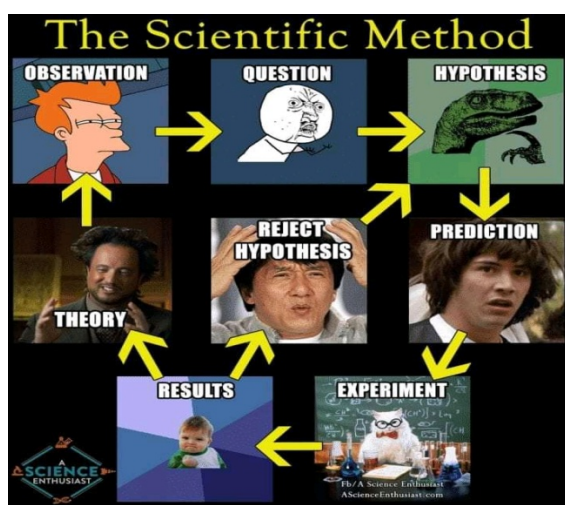 The Scientific Method
OBSERVATION
QUESTION
HYPOTHESIS
THEORY
REJECT
HYPOTHESIS
PREDICTION
RESULTS
EXPERIMENT
Fb/A Science Enthusiast
AScienceEnthusiast.com
A
SCIENCE
ENTHUSIAST